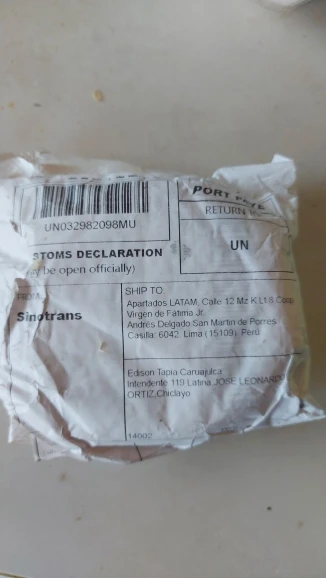 PORT PAYE
UN032982098MU
RETURN
UN
STOMS DECLARATION
be open officially)
FROM
Sinotrans
SHIP TO:
Apartados LATAM, Calle 12 Mz K Lt 8 Coop
Virgen de Fatima Jr.
Andrés Delgado San Martin de Porres
Casilla: 6042. Lima (15109), Perú
Edison Tapia Caruajulca
Intendente 119 Latina JOSE LEONARDO
ORTIZ,Chiclayo
14002